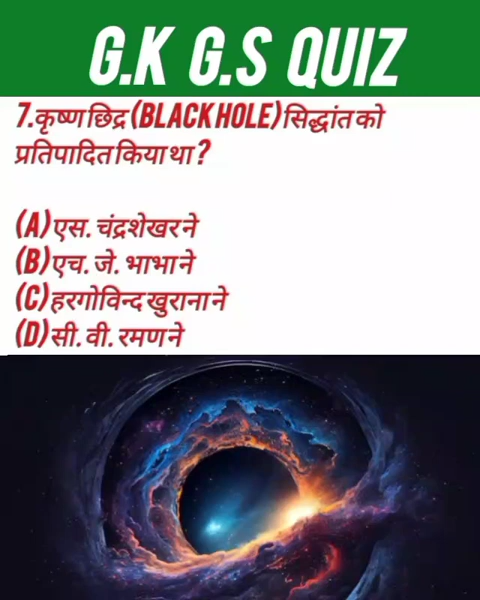 G.K G.S QUIZ
7.कृष्ण छिद्र (BLACK HOLE) सिद्धांत को
प्रतिपादित किया था ?
(A) एस. चंद्रशेखर ने
(B) एच. जे. भाभा ने
(C) हरगोविन्द खुराना ने
(D) सी. वी. रमण ने